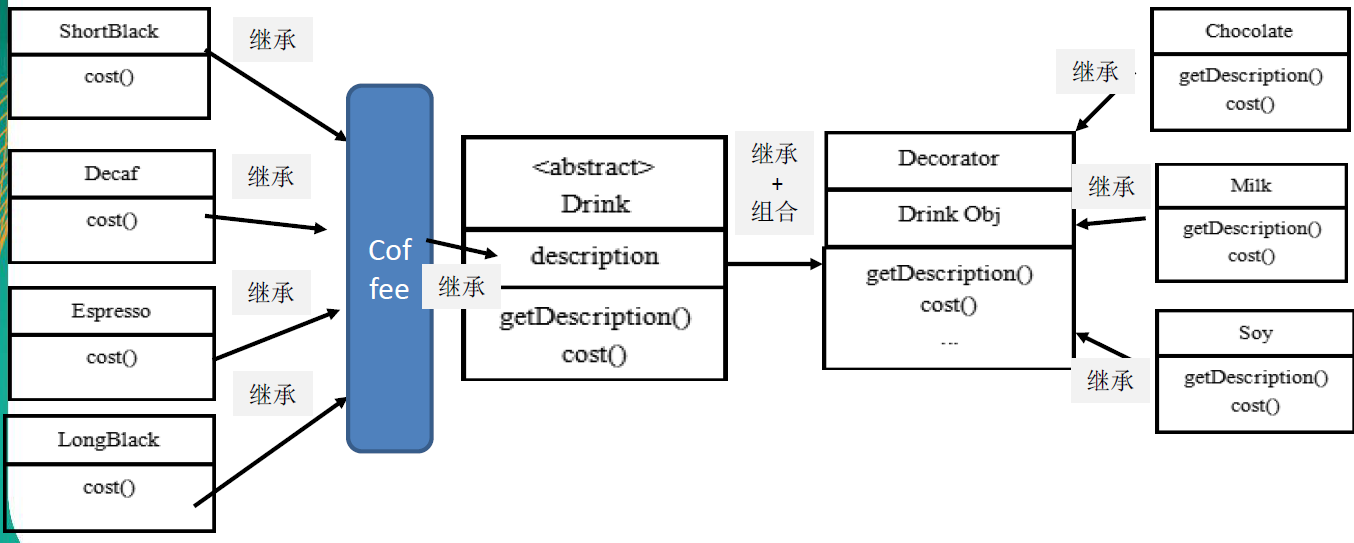 ShortBlack
cost()
继承
Decaf
cost()
继承
Espresso
cost()
继承
LongBlack
cost()
继承
Cof
fee
继承
<abstract>
Drink
description
getDescription()
cost()
继承
+
组合
Decorator
Drink Obj
getDescription()
cost()
...
继承
Chocolate
getDescription()
cost()
继承
Milk
getDescription()
cost()
继承
Soy
getDescription()
cost()